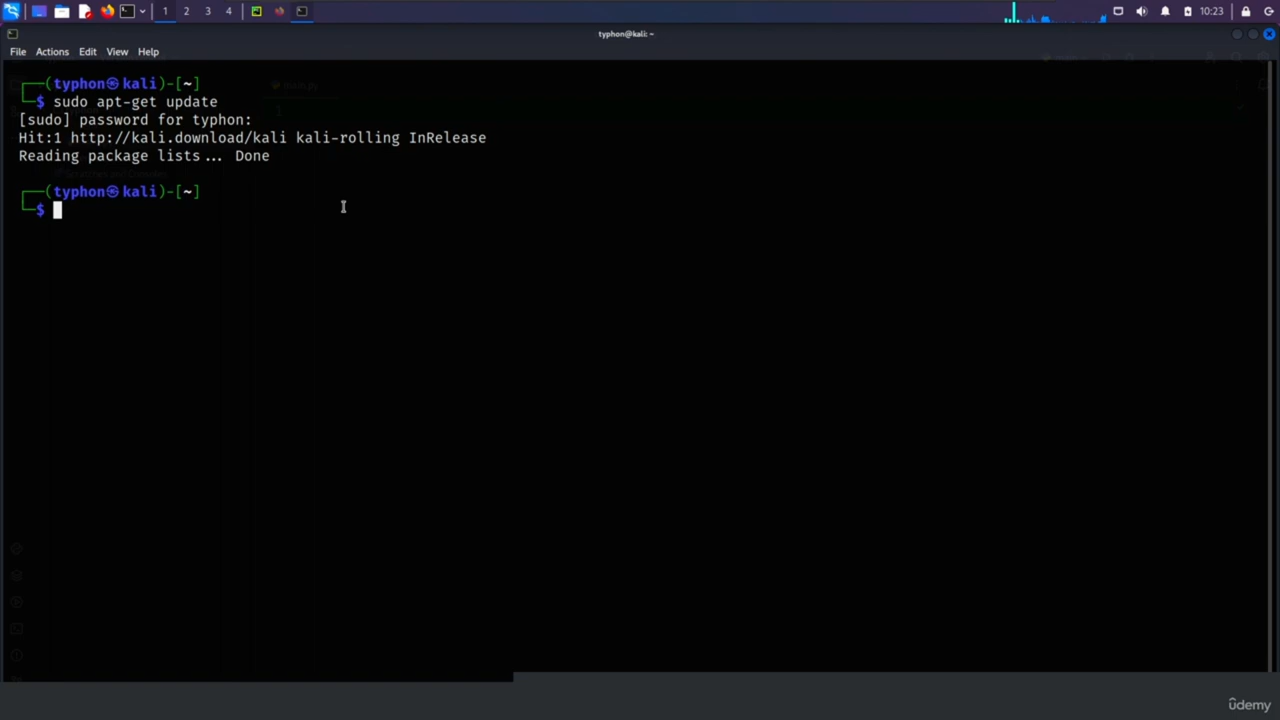 1 2 3 4
10:23
typhon@kali: ~
File Actions Edit View Help
┌──(typhon㉿kali)-[~]
└─$ sudo apt-get update
[sudo] password for typhon:
Hit:1 http://kali.download/kali kali-rolling InRelease
Reading package lists... Done
┌──(typhon㉿kali)-[~]
└─$
ûdemy